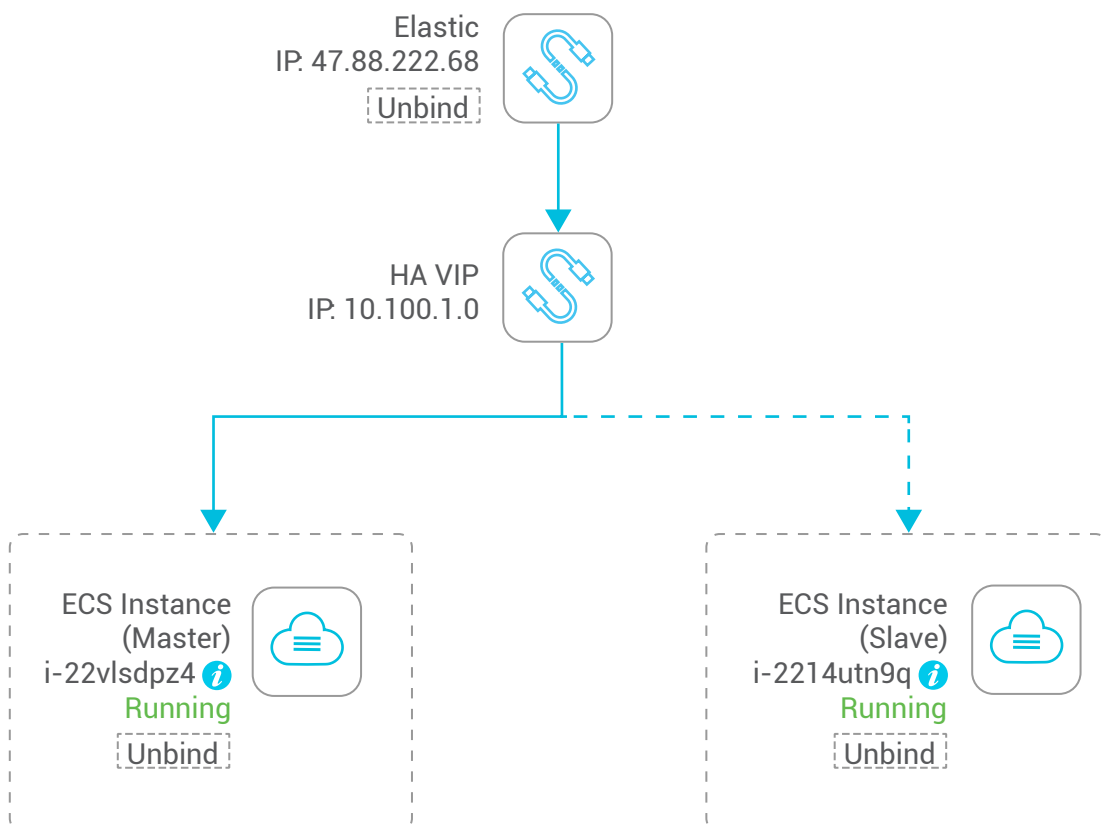 Elastic
IP: 47.88.222.68
Unbind
HA VIP
IP: 10.100.1.0
ECS Instance
(Master)
i-22vlsdpz4 i
Running
Unbind
ECS Instance
(Slave)
i-2214utn9q i
Running
Unbind